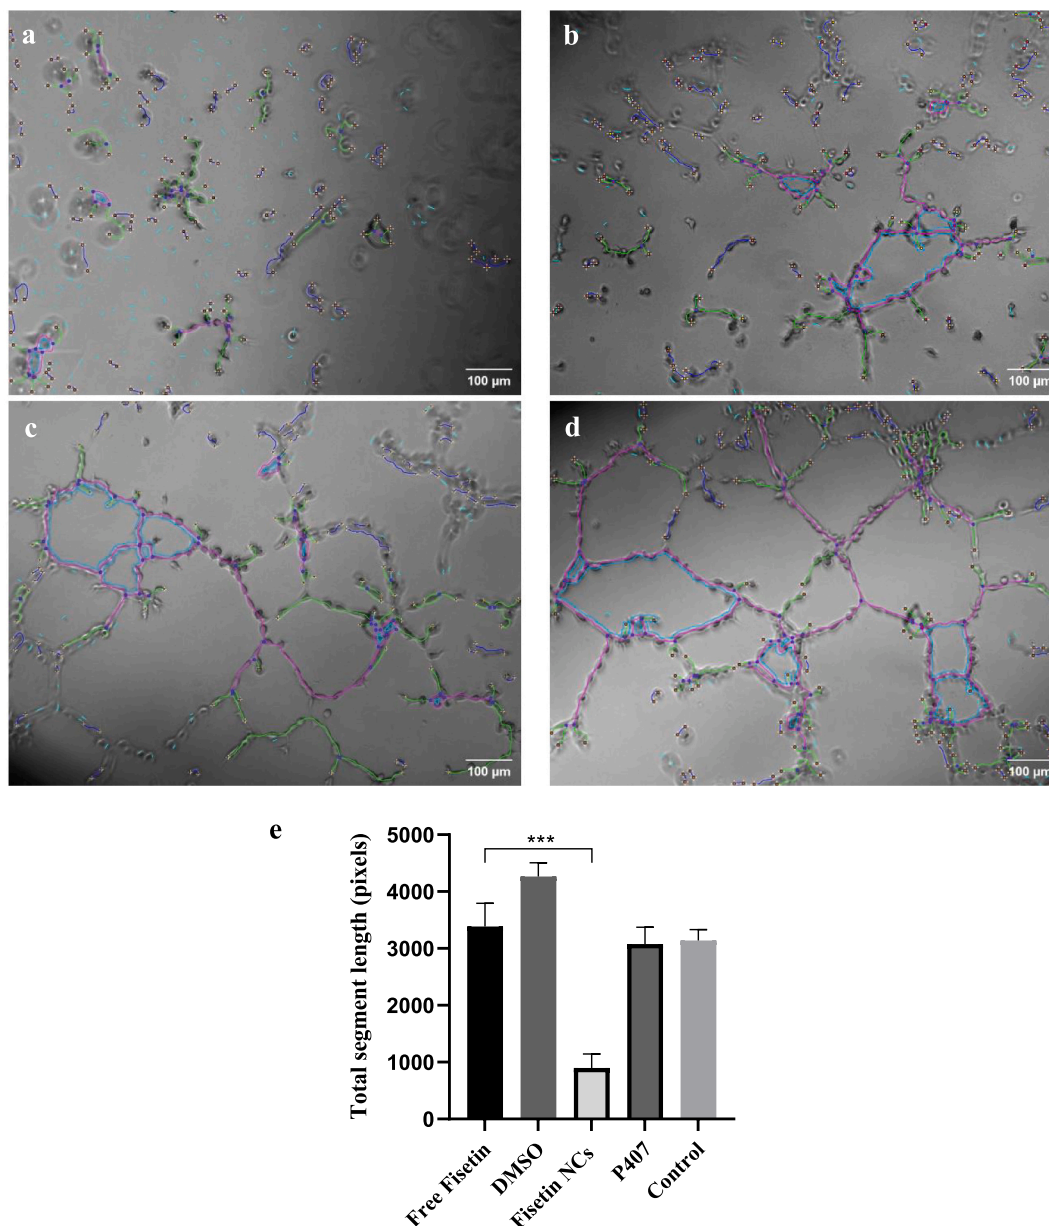 a
b
100 µm
100 µm
c
d
100 µm
100 µm
e
Total segment length (pixels)
5000
4000
3000
2000
1000
0
***
Free Fisetin
DMSO
Fisetin NCs
P407
Control